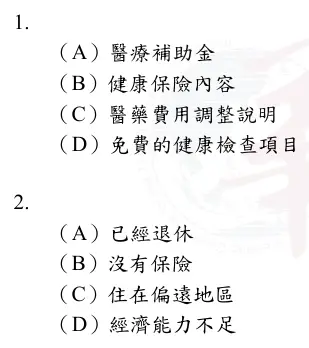 1.
（A）醫療補助金
（B）健康保險內容
（C）醫藥費用調整說明
（D）免費的健康檢查項目
2.
（A）已經退休
（B）沒有保險
（C）住在偏遠地區
（D）經濟能力不足